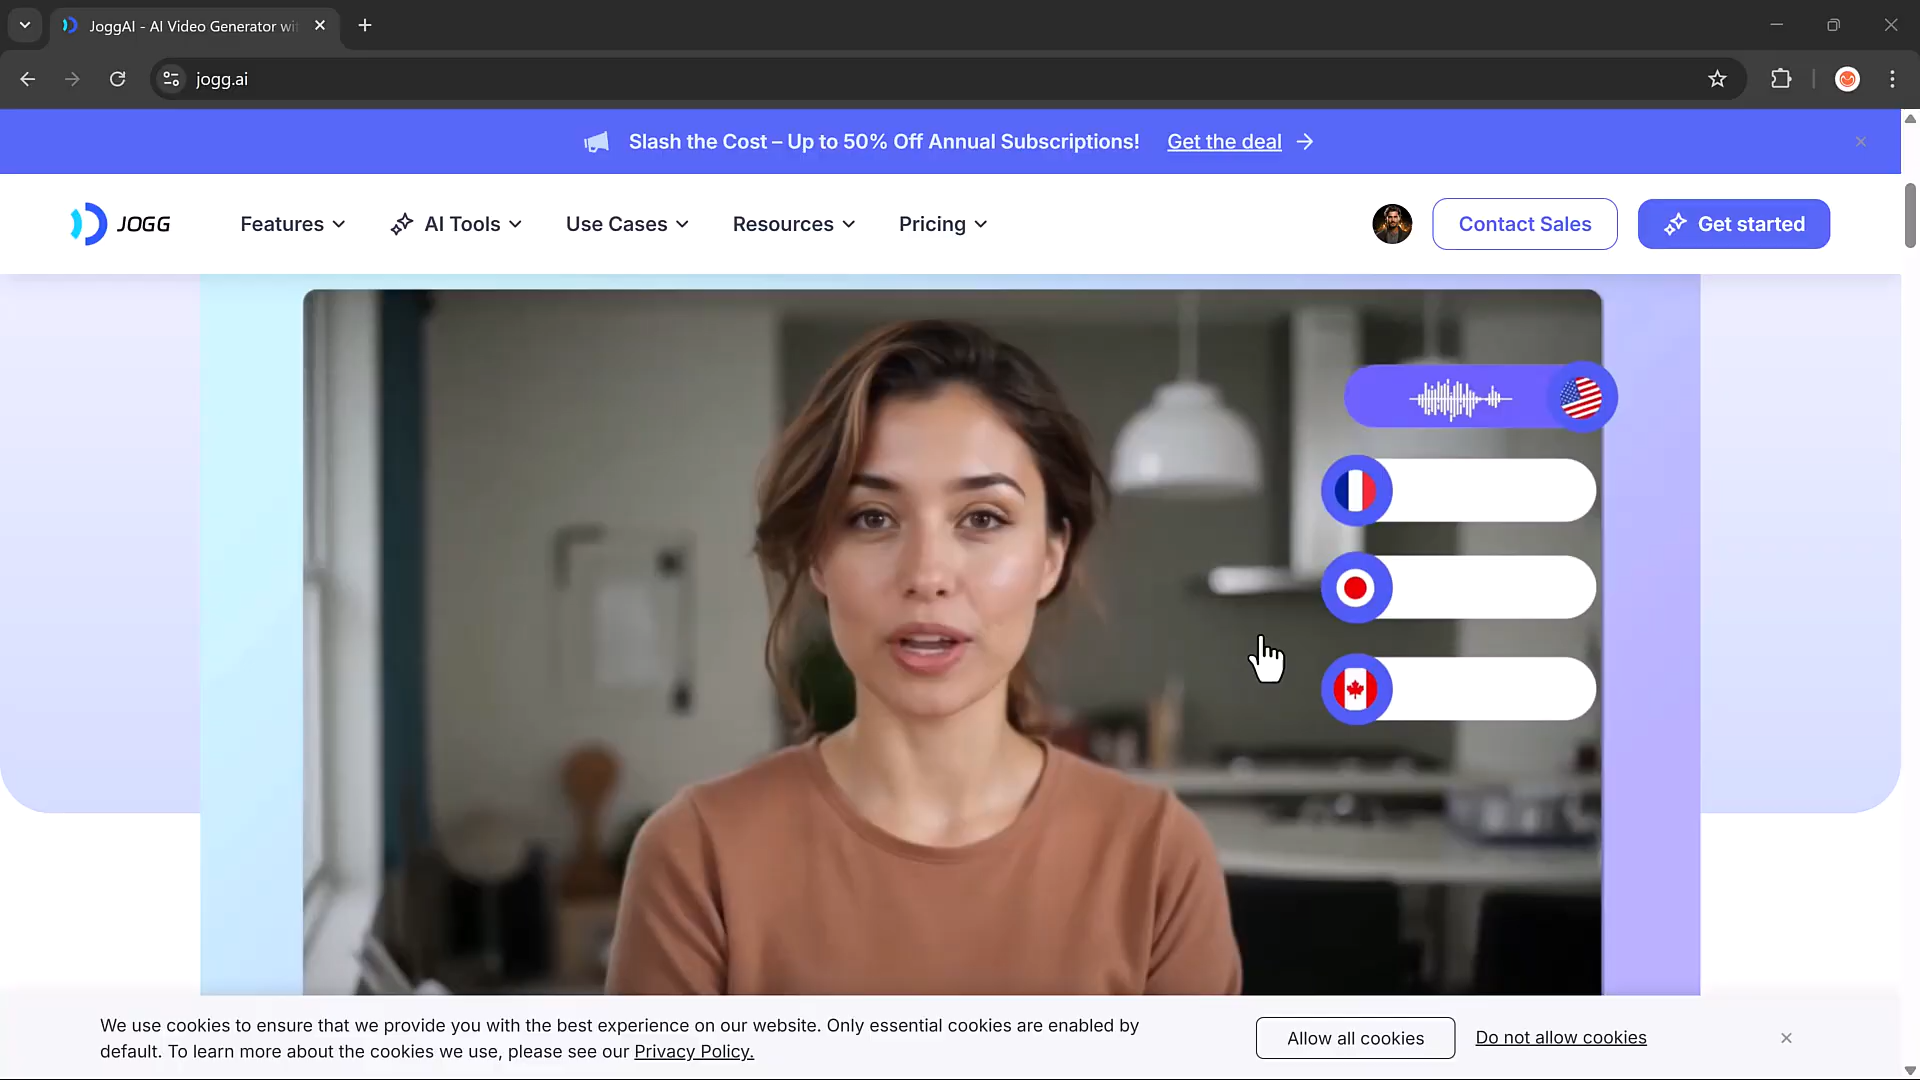 JoggAI - AI Video Generator wi
jogg.ai
Slash the Cost – Up to 50% Off Annual Subscriptions! Get the deal →
JOGG
Features
AI Tools
Use Cases
Resources
Pricing
Contact Sales
Get started
We use cookies to ensure that we provide you with the best experience on our website. Only essential cookies are enabled by
default. To learn more about the cookies we use, please see our Privacy Policy.
Allow all cookies
Do not allow cookies